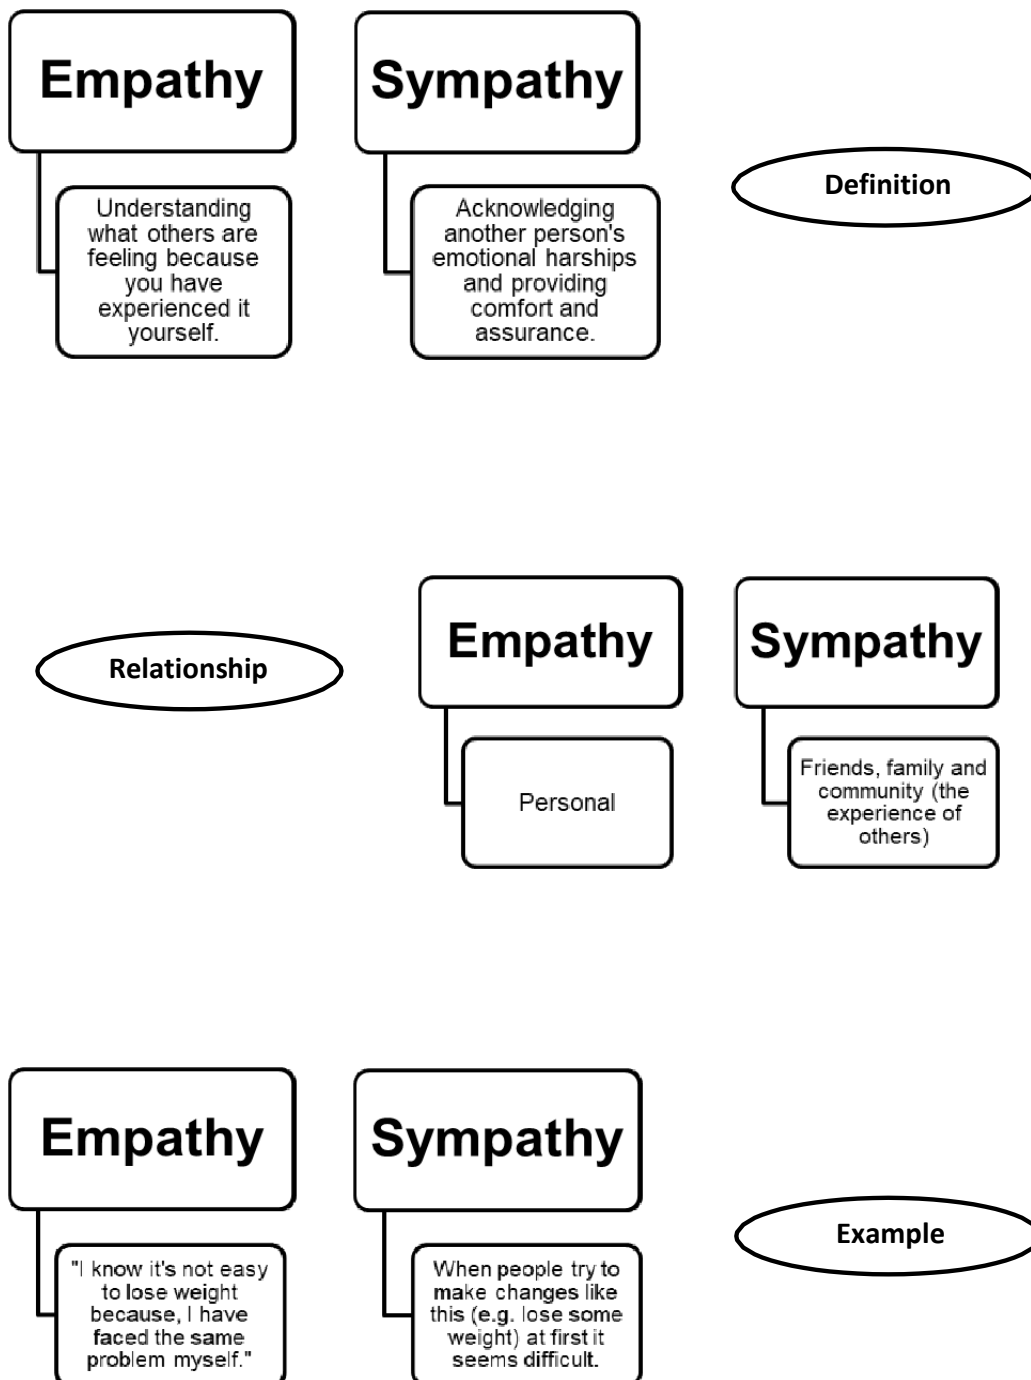 Empathy
Sympathy
Definition
Understanding
what others are
feeling because
you have
experienced it
yourself.
Acknowledging
another person's
emotional harships
and providing
comfort and
assurance.
Relationship
Empathy
Sympathy
Personal
Friends, family and
community (the
experience of
others)
Empathy
Sympathy
Example
"I know it's not easy
to lose weight
because, I have
faced the same
problem myself."
When people try to
make changes like
this (e.g. lose some
weight) at first it
seems difficult.